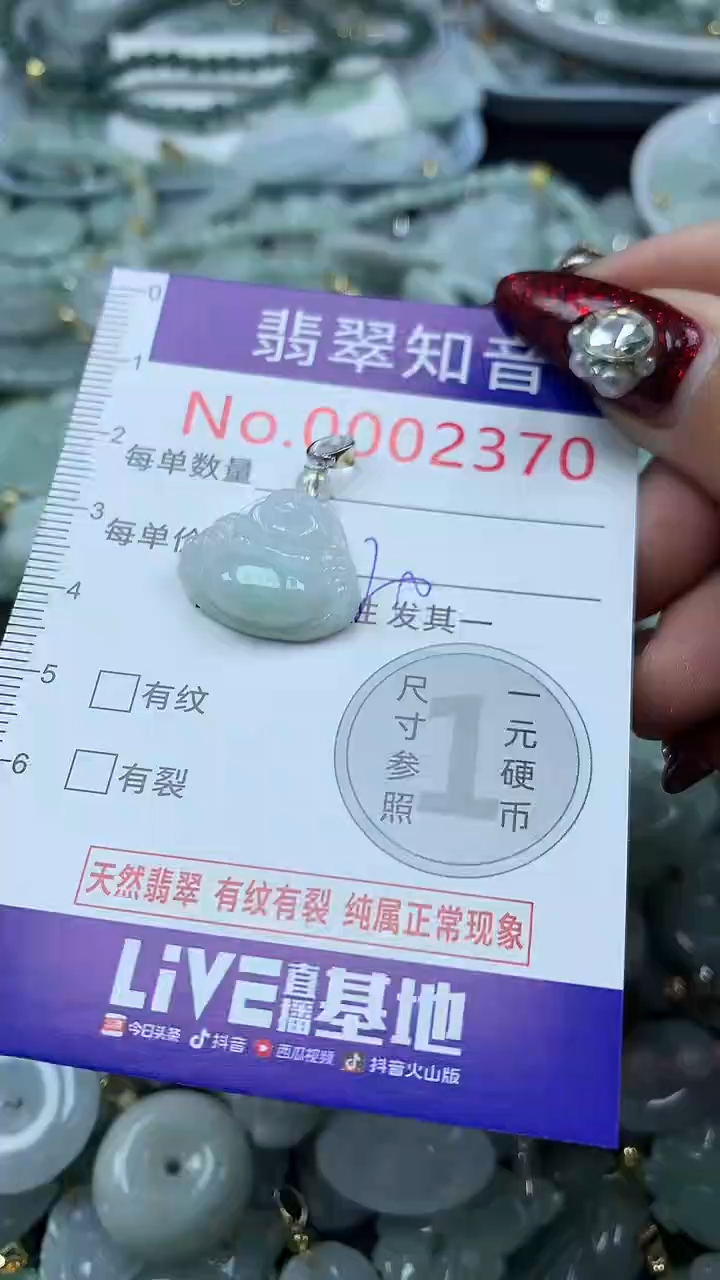 翡翠知音
No.0002370
每单数量
每单价
发其一
有纹
有裂
尺寸参照
一元硬币
1
天然翡翠 有纹有裂 纯属正常现象
LiVE直播基地
今日头条 抖音 西瓜视频 抖音火山版
0
1
2
3
4
5
6